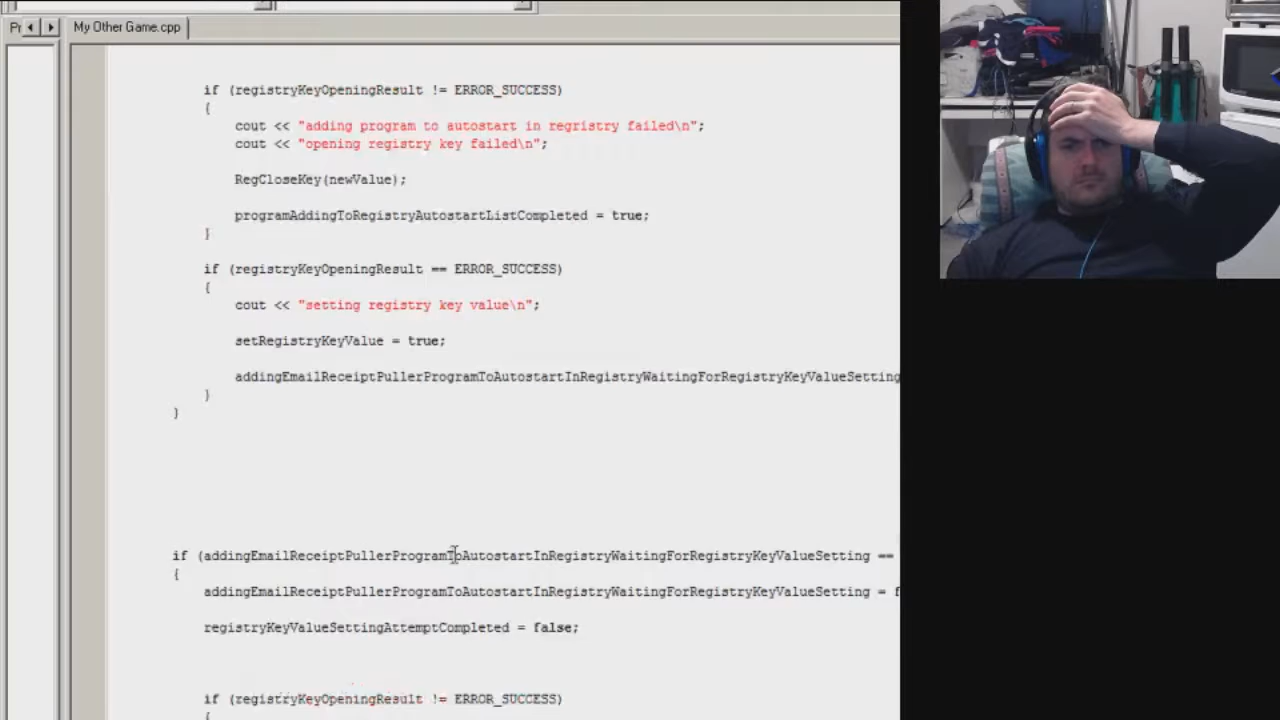 Pr
My Other Game.cpp
if (registryKeyOpeningResult != ERROR_SUCCESS)
{
cout << "adding program to autostart in regristry failed\n";
cout << "opening registry key failed\n";
RegCloseKey(newValue);
programAddingToRegistryAutostartListCompleted = true;
}
if (registryKeyOpeningResult == ERROR_SUCCESS)
{
cout << "setting registry key value\n";
setRegistryKeyValue = true;
addingEmailReceiptPullerProgramToAutostartInRegistryWaitingForRegistryKeyValueSetting
}
}
if (addingEmailReceiptPullerProgramToAutostartInRegistryWaitingForRegistryKeyValueSetting ==
{
addingEmailReceiptPullerProgramToAutostartInRegistryWaitingForRegistryKeyValueSetting = f
registryKeyValueSettingAttemptCompleted = false;
if (registryKeyOpeningResult != ERROR_SUCCESS)
{